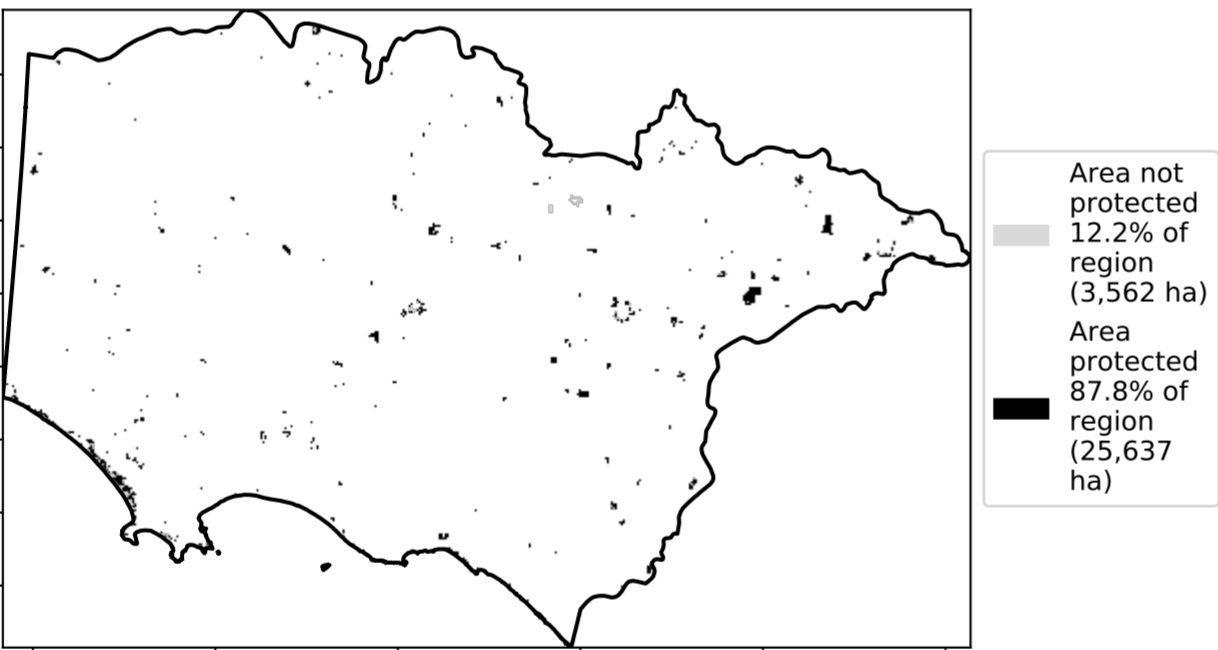 Area not
protected
12.2% of
region
(3,562 ha)
Area
protected
87.8% of
region
(25,637
ha)